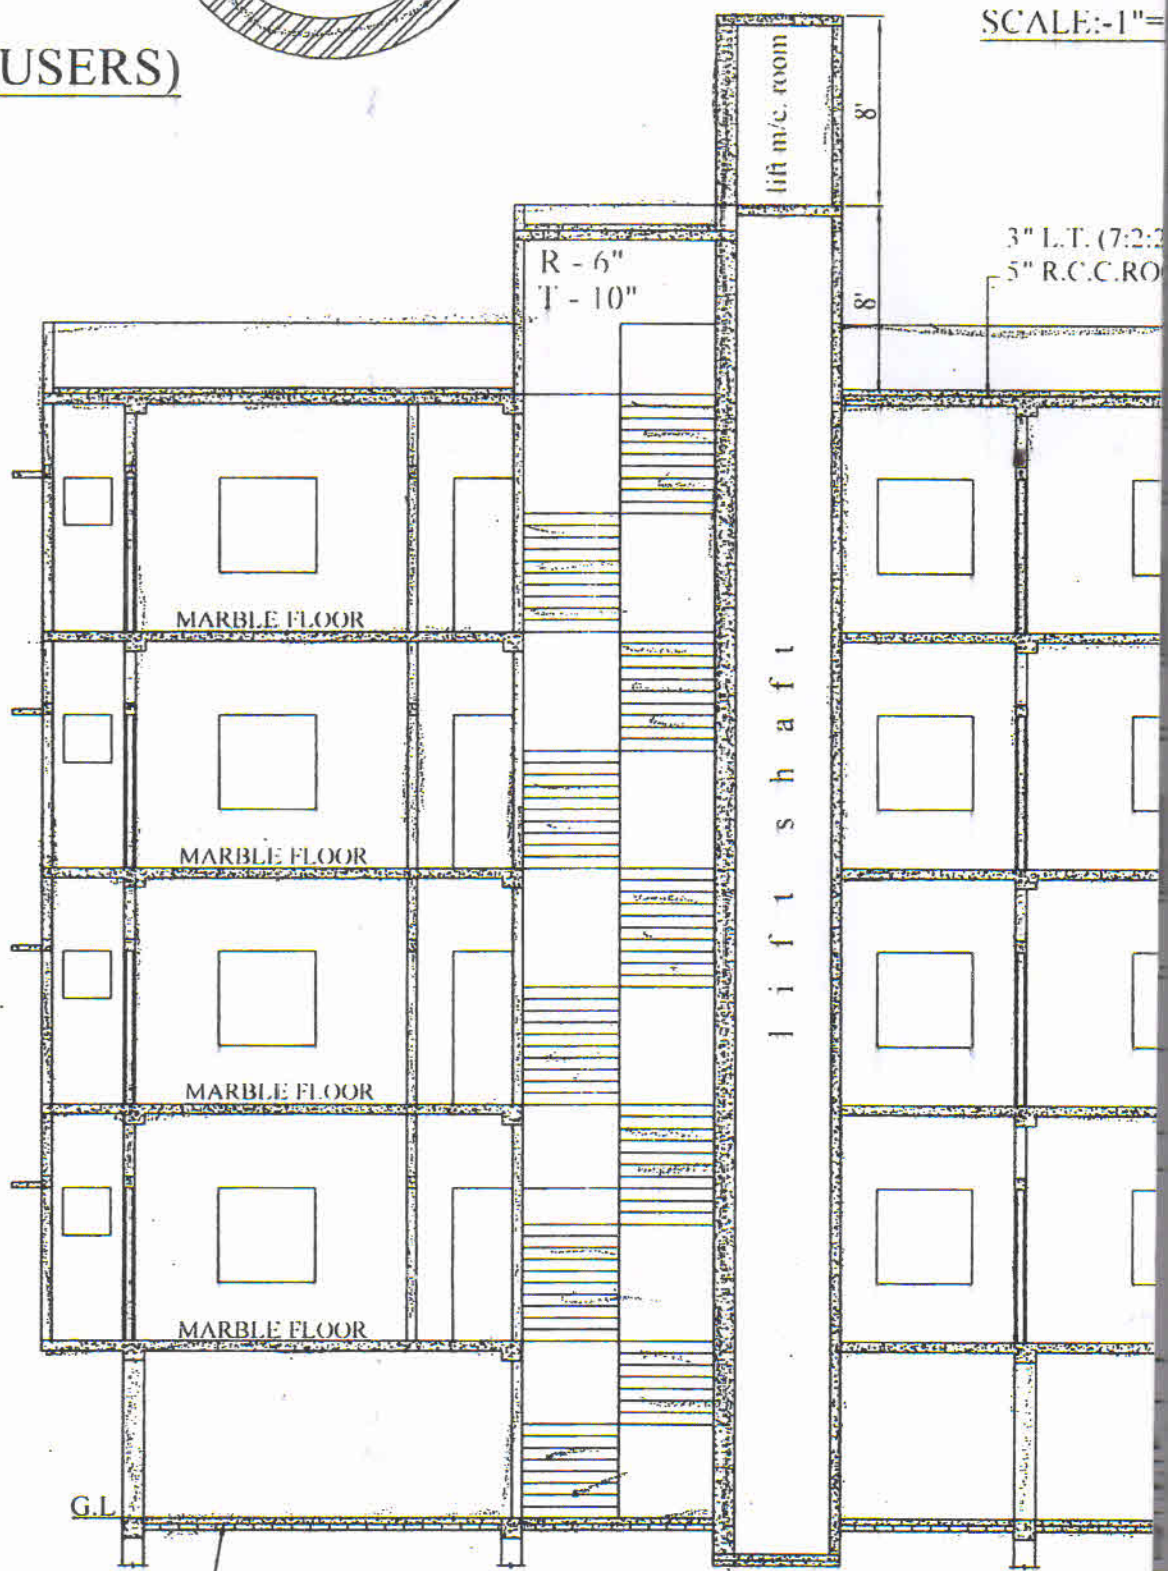 USERS)
SCALE:-1"=
lift m/c. room
8'
8'
3" L.T. (7:2:2
5" R.C.C.RO
R - 6"
T - 10"
MARBLE FLOOR
MARBLE FLOOR
MARBLE FLOOR
MARBLE FLOOR
lift shaft
G.L